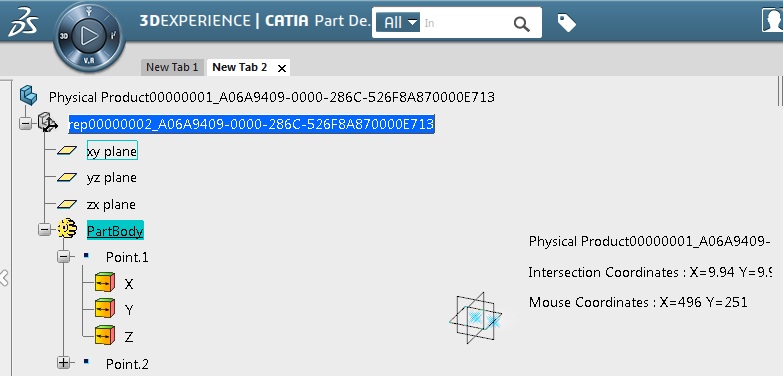 3DEXPERIENCE | CATIA Part De. All In
3D V.R
New Tab 1 New Tab 2
Physical Product00000001_A06A9409-0000-286C-526F8A870000E713
rep00000002_A06A9409-0000-286C-526F8A870000E713
xy plane
yz plane
zx plane
PartBody
Physical Product00000001_A06A9409-
Point.1
Intersection Coordinates : X=9.94 Y=9.9
X
Mouse Coordinates : X=496 Y=251
Y
Z
Point.2